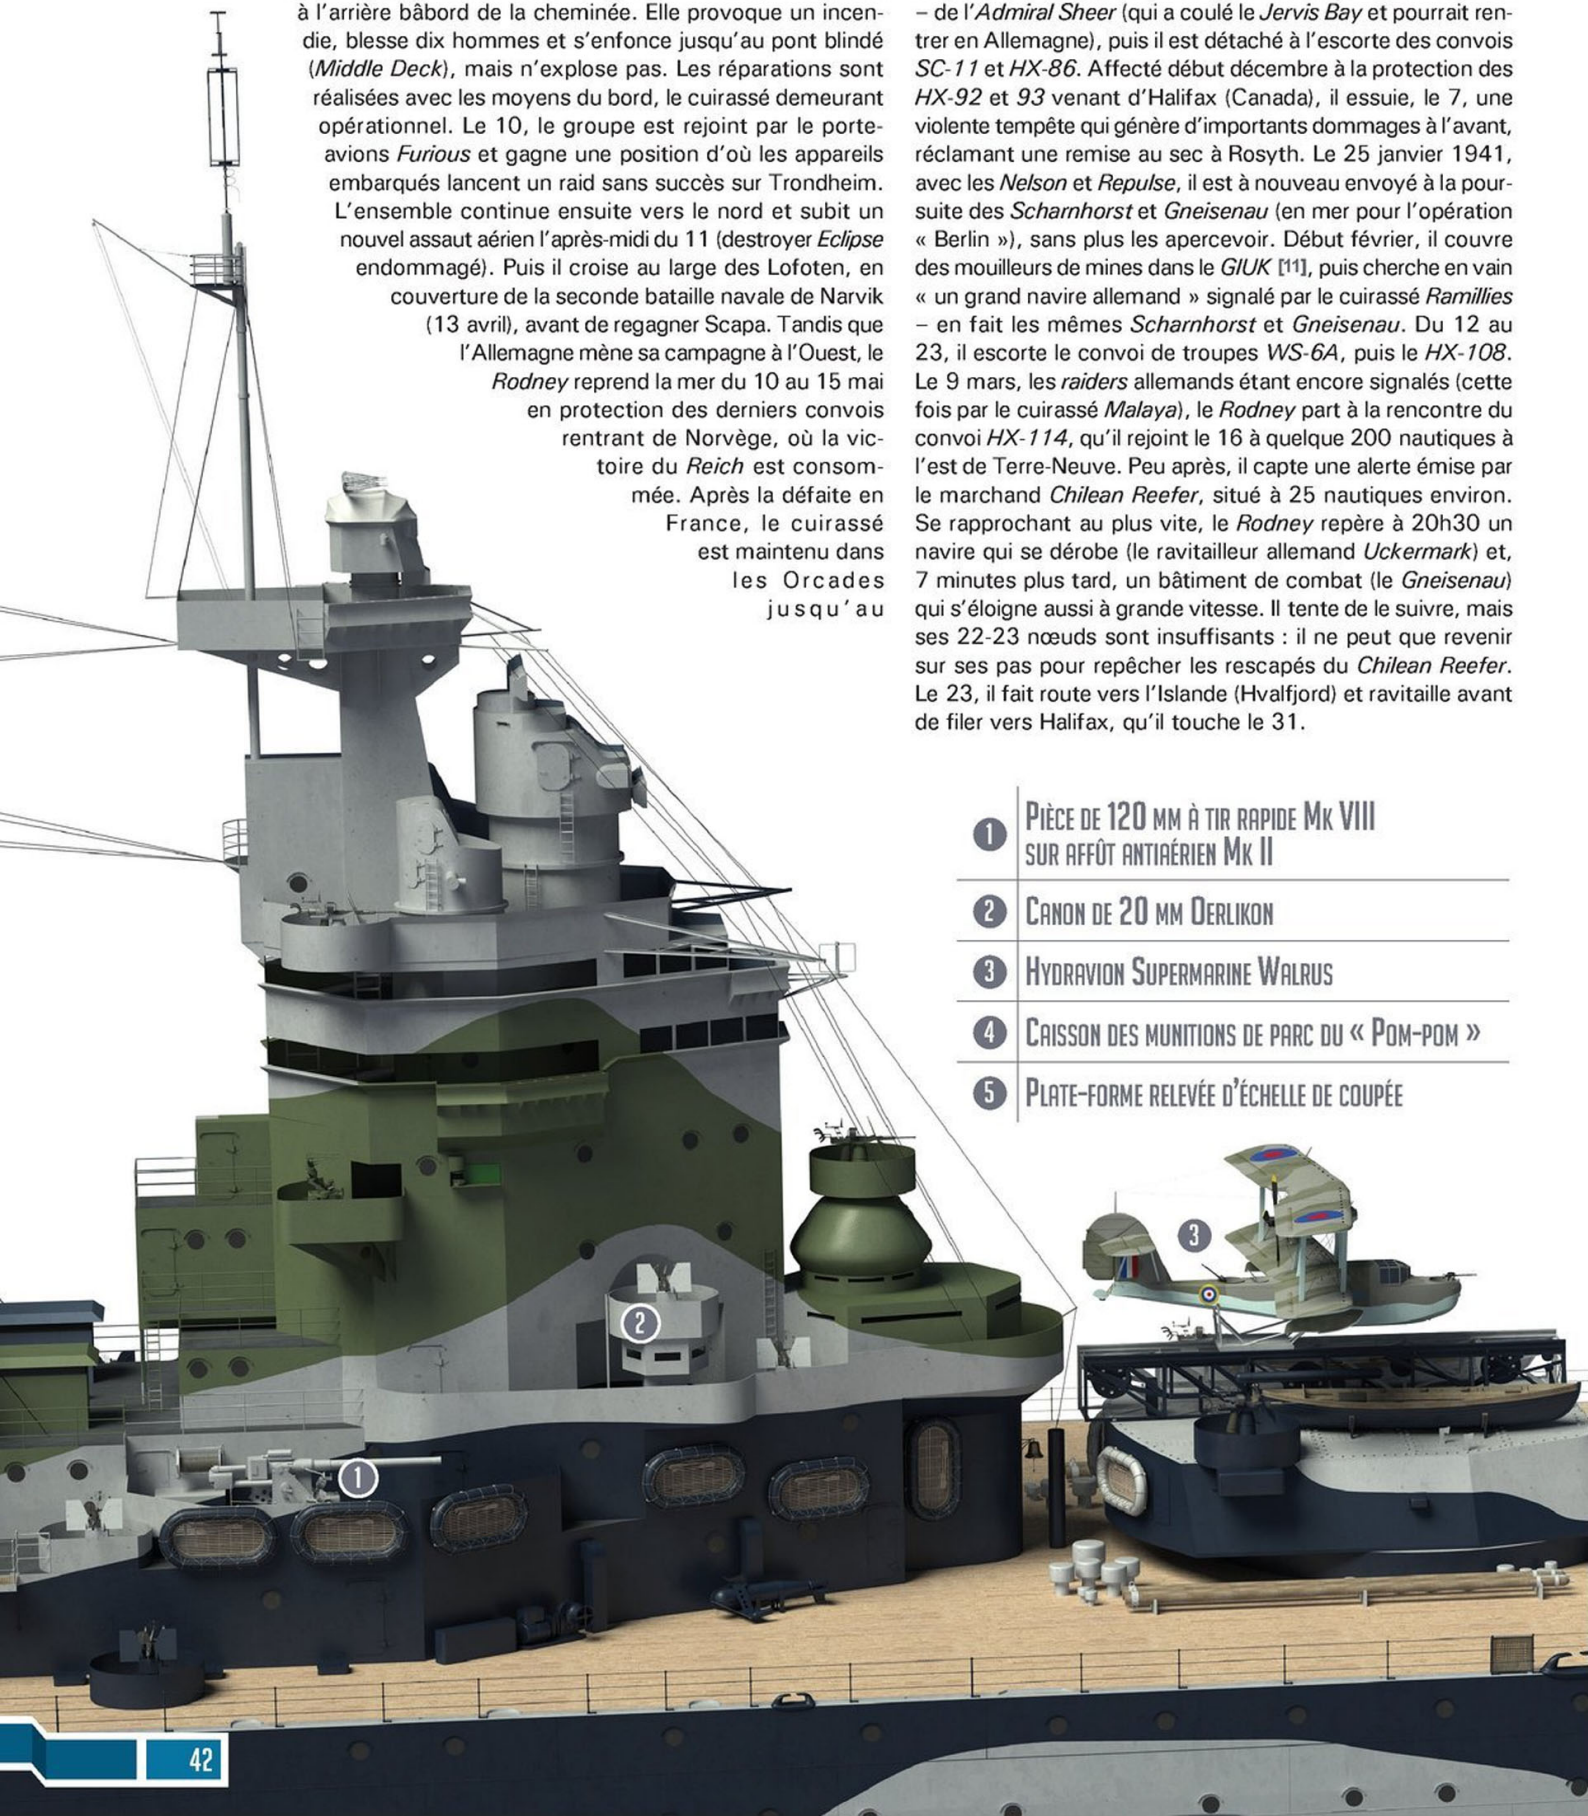 à l'arrière bâbord de la cheminée. Elle provoque un incen-
die, blesse dix hommes et s'enfonce jusqu'au pont blindé
(Middle Deck), mais n'explose pas. Les réparations sont
réalisées avec les moyens du bord, le cuirassé demeurant
opérationnel. Le 10, le groupe est rejoint par le porte-
avions Furious et gagne une position d'où les appareils
embarqués lancent un raid sans succès sur Trondheim.
L'ensemble continue ensuite vers le nord et subit un
nouvel assaut aérien l'après-midi du 11 (destroyer Eclipse
endommagé). Puis il croise au large des Lofoten, en
couverture de la seconde bataille navale de Narvik
(13 avril), avant de regagner Scapa. Tandis que
l'Allemagne mène sa campagne à l'Ouest, le
Rodney reprend la mer du 10 au 15 mai
en protection des derniers convois
rentrant de Norvège, où la vic-
toire du Reich est consom-
mée. Après la défaite en
France, le cuirassé
est maintenu dans
les Orcades
jusqu'au
– de l'Admiral Sheer (qui a coulé le Jervis Bay et pourrait ren-
trer en Allemagne), puis il est détaché à l'escorte des convois
SC-11 et HX-86. Affecté début décembre à la protection des
HX-92 et 93 venant d'Halifax (Canada), il essuie, le 7, une
violente tempête qui génère d'importants dommages à l'avant,
réclamant une remise au sec à Rosyth. Le 25 janvier 1941,
avec les Nelson et Repulse, il est à nouveau envoyé à la pour-
suite des Scharnhorst et Gneisenau (en mer pour l'opération
« Berlin »), sans plus les apercevoir. Début février, il couvre
des mouilleurs de mines dans le GIUK [11], puis cherche en vain
« un grand navire allemand » signalé par le cuirassé Ramillies
– en fait les mêmes Scharnhorst et Gneisenau. Du 12 au
23, il escorte le convoi de troupes WS-6A, puis le HX-108.
Le 9 mars, les raiders allemands étant encore signalés (cette
fois par le cuirassé Malaya), le Rodney part à la rencontre du
convoi HX-114, qu'il rejoint le 16 à quelque 200 nautiques à
l'est de Terre-Neuve. Peu après, il capte une alerte émise par
le marchand Chilean Reefer, situé à 25 nautiques environ.
Se rapprochant au plus vite, le Rodney repère à 20h30 un
navire qui se dérobe (le ravitailleur allemand Uckermark) et,
7 minutes plus tard, un bâtiment de combat (le Gneisenau)
qui s'éloigne aussi à grande vitesse. Il tente de le suivre, mais
ses 22-23 nœuds sont insuffisants : il ne peut que revenir
sur ses pas pour repêcher les rescapés du Chilean Reefer.
Le 23, il fait route vers l'Islande (Hvalfjord) et ravitaille avant
de filer vers Halifax, qu'il touche le 31.
1 Pièce de 120 mm à tir rapide Mk VIII
sur affût antiaérien Mk II
2 Canon de 20 mm Oerlikon
3 Hydravion Supermarine Walrus
4 Caisson des munitions de parc du « Pom-pom »
5 Plate-forme relevée d'échelle de coupée
3
2
1
42